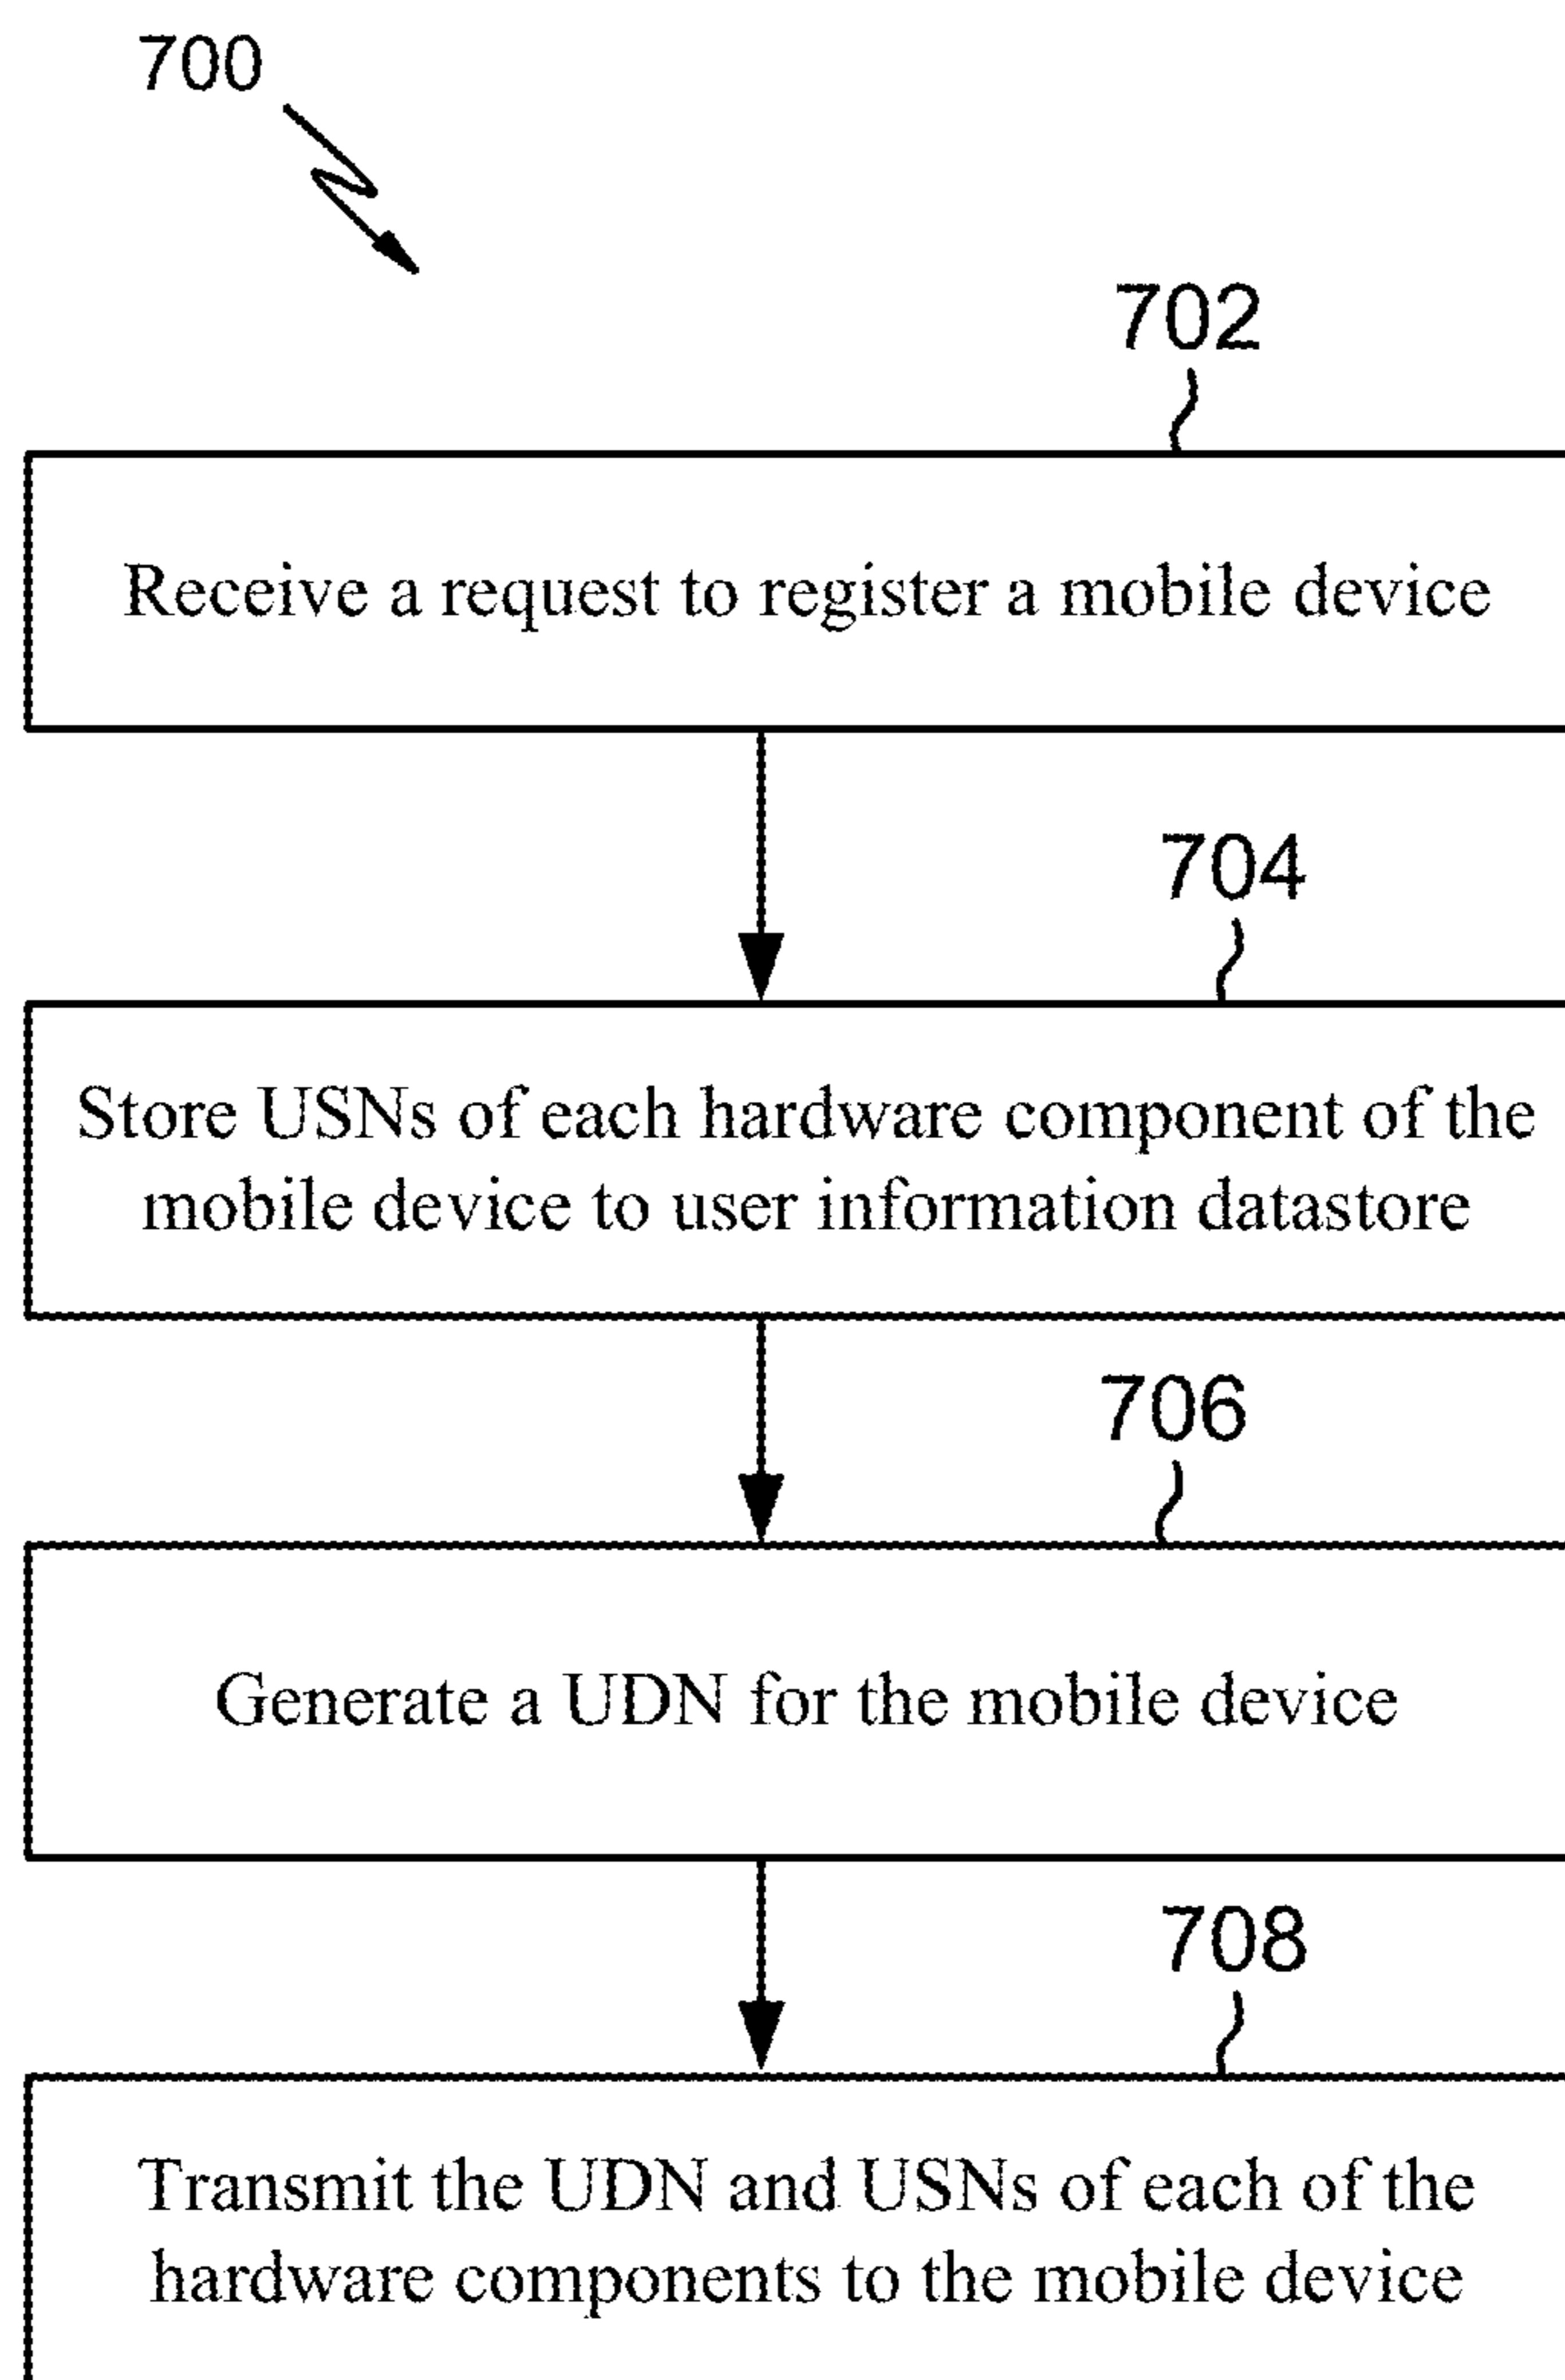 700
702
Receive a request to register a mobile device
704
Store USNs of each hardware component of the
mobile device to user information datastore
706
Generate a UDN for the mobile device
708
Transmit the UDN and USNs of each of the
hardware components to the mobile device